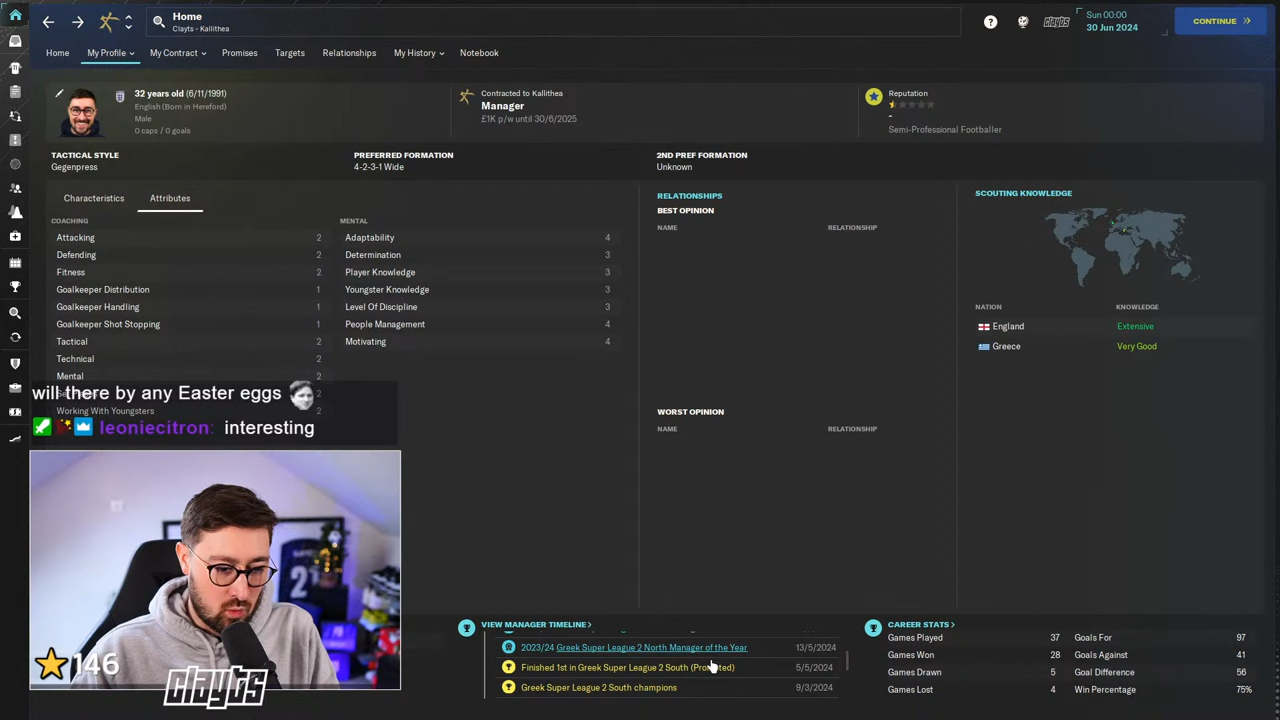 Home
Clayts - Kallithea
CLAYTS
Sun 00:00
30 Jun 2024
CONTINUE
Home
My Profile
My Contract
Promises
Targets
Relationships
My History
Notebook
32 years old (6/11/1991)
English (Born in Hereford)
Male
0 caps / 0 goals
Contracted to Kallithea
Manager
£1K p/w until 30/6/2025
Reputation
-
Semi-Professional Footballer
TACTICAL STYLE
Gegenpress
PREFERRED FORMATION
4-2-3-1 Wide
2ND PREF FORMATION
Unknown
Characteristics
Attributes
COACHING
Attacking 2
Defending 2
Fitness 2
Goalkeeper Distribution 1
Goalkeeper Handling 1
Goalkeeper Shot Stopping 1
Tactical 2
Technical 2
Mental 2
2
Working With Youngsters 2
MENTAL
Adaptability 4
Determination 3
Player Knowledge 3
Youngster Knowledge 3
Level Of Discipline 3
People Management 4
Motivating 4
RELATIONSHIPS
BEST OPINION
NAME RELATIONSHIP
WORST OPINION
NAME RELATIONSHIP
SCOUTING KNOWLEDGE
NATION KNOWLEDGE
England Extensive
Greece Very Good
will there by any Easter eggs
leoniecitron: interesting
2
146
clayts
VIEW MANAGER TIMELINE >
2023/24 Greek Super League 2 North Manager of the Year 13/5/2024
Finished 1st in Greek Super League 2 South (Promoted) 5/5/2024
Greek Super League 2 South champions 9/3/2024
CAREER STATS >
Games Played 37
Games Won 28
Games Drawn 5
Games Lost 4
Goals For 97
Goals Against 41
Goal Difference 56
Win Percentage 75%